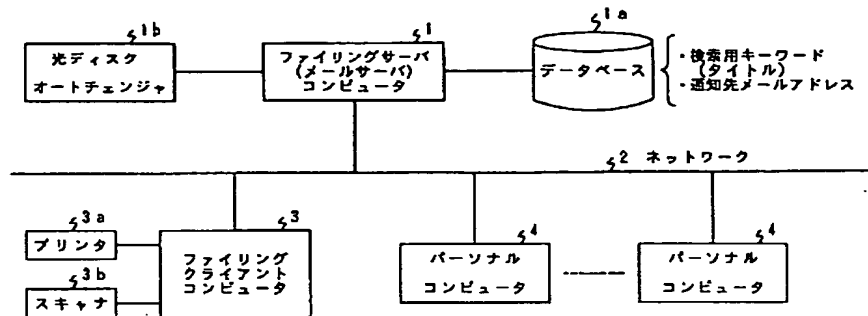 1b
光ディスク
オートチェンジャ
1
ファイリングサーバ
(メールサーバ)
コンピュータ
1a
データベース
・検索用キーワード
(タイトル)
・通知先メールアドレス
2 ネットワーク
3a
プリンタ
3b
スキャナ
3
ファイリング
クライアント
コンピュータ
4
パーソナル
コンピュータ
4
パーソナル
コンピュータ